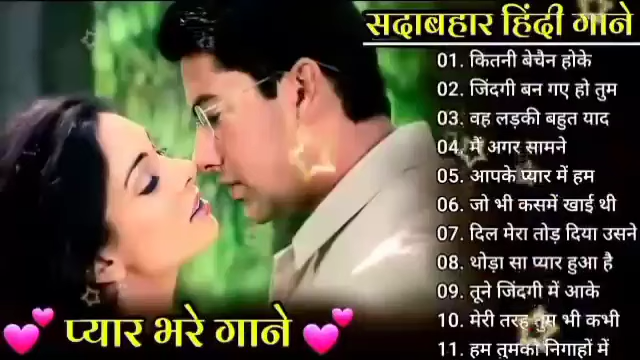 सदाबहार हिंदी गाने
01. कितनी बेचैन होके
02. जिंदगी बन गए हो तुम
03. वह लड़की बहुत याद
04. मैं अगर सामने
05. आपके प्यार में हम
06. जो भी कसमें खाई थी
07. दिल मेरा तोड़ दिया उसने
08. थोड़ा सा प्यार हुआ है
09. तूने जिंदगी में आके
10. मेरी तरह तुम भी कभी
11. हम तुमको निगाहों में
प्यार भरे गाने